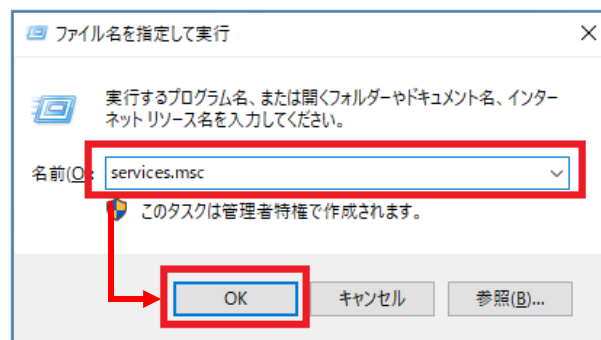 ファイル名を指定して実行
実行するプログラム名、または開くフォルダーやドキュメント名、インター
ネット リソース名を入力してください。
名前(O): services.msc
このタスクは管理者特権で作成されます。
OK キャンセル 参照(B)...